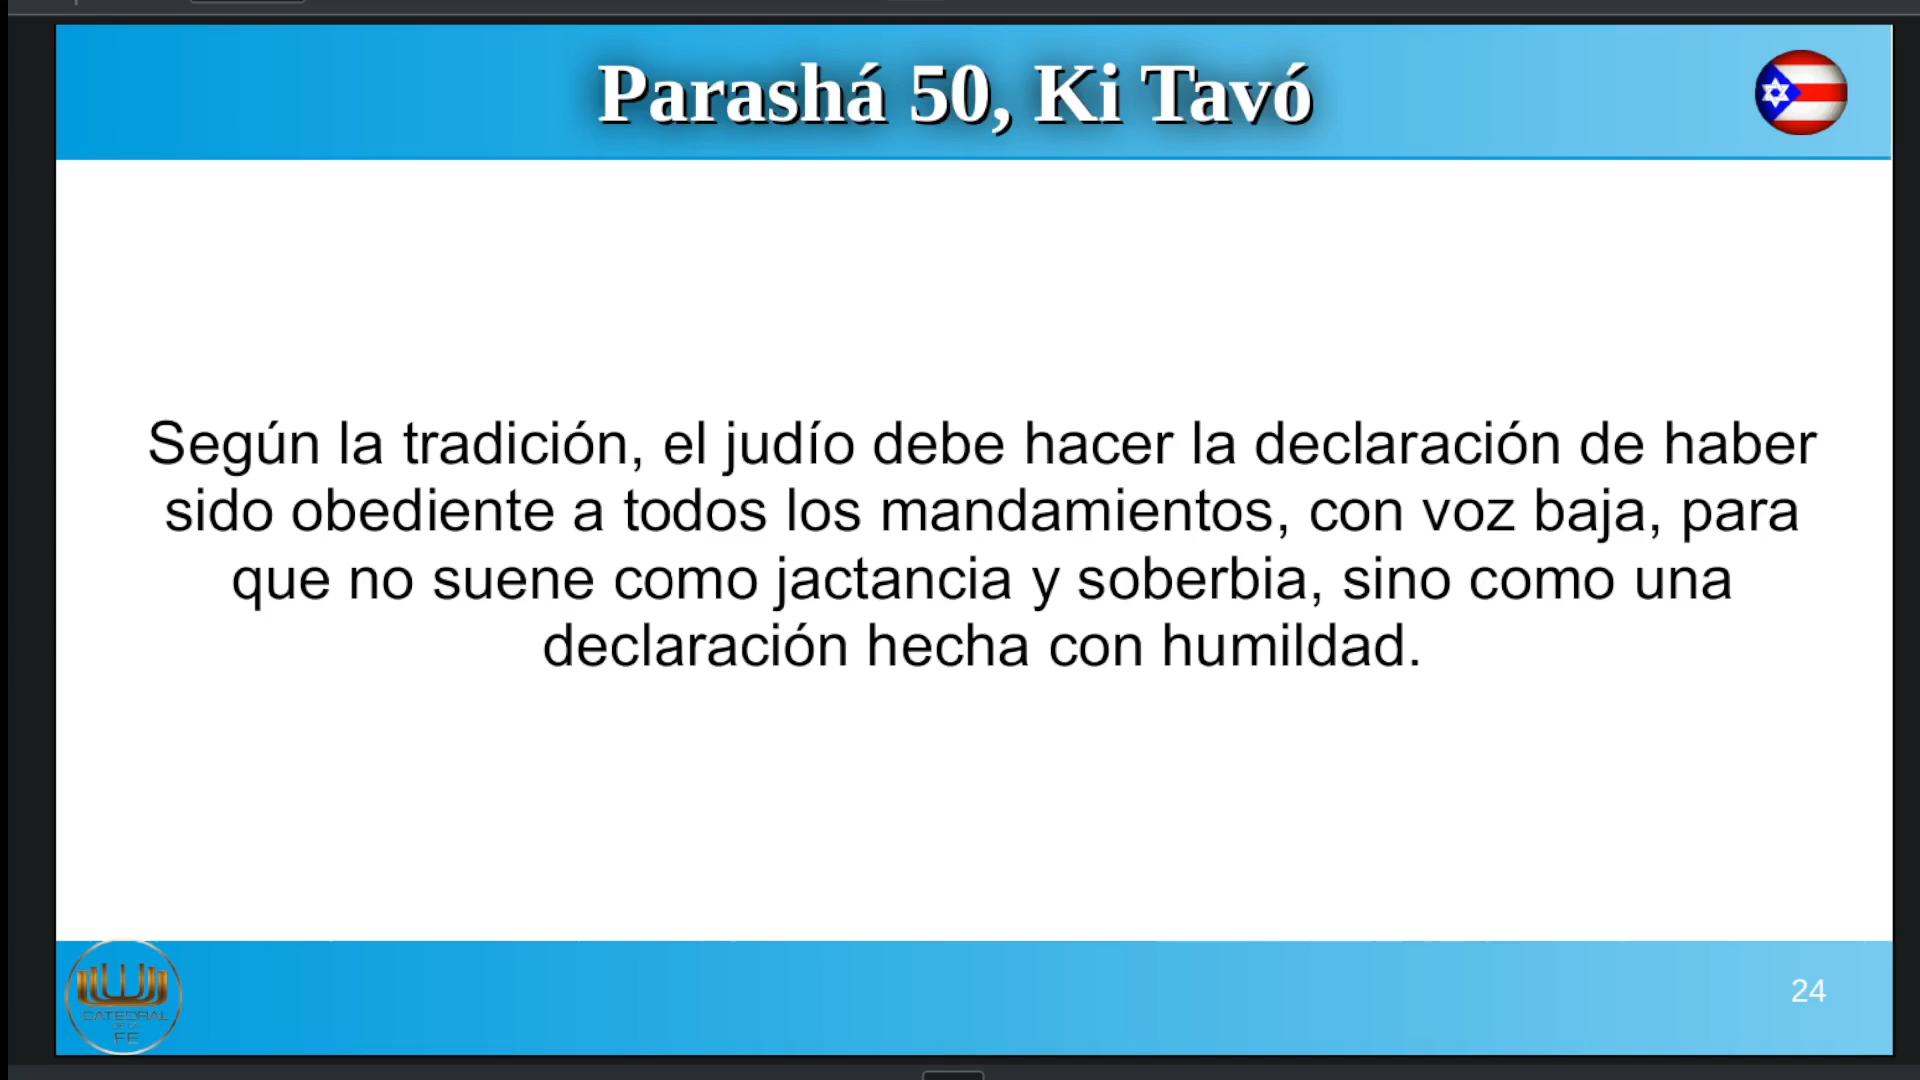 Parashá 50, Ki Tavó
Según la tradición, el judío debe hacer la declaración de haber
sido obediente a todos los mandamientos, con voz baja, para
que no suene como jactancia y soberbia, sino como una
declaración hecha con humildad.
CATEDRAL
DE LA
FE
24